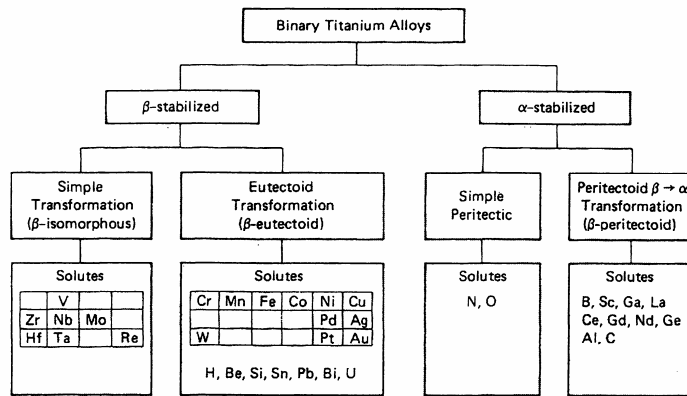 Binary Titanium Alloys
β-stabilized
α-stabilized
Simple
Transformation
(β-isomorphous)
Eutectoid
Transformation
(β-eutectoid)
Simple
Peritectic
Peritectoid β → α
Transformation
(β-peritectoid)
Solutes
V
Zr Nb Mo
Hf Ta Re
Solutes
Cr Mn Fe Co Ni Cu
Pd Ag
W Pt Au
H, Be, Si, Sn, Pb, Bi, U
Solutes
N, O
Solutes
B, Sc, Ga, La
Ce, Gd, Nd, Ge
Al, C